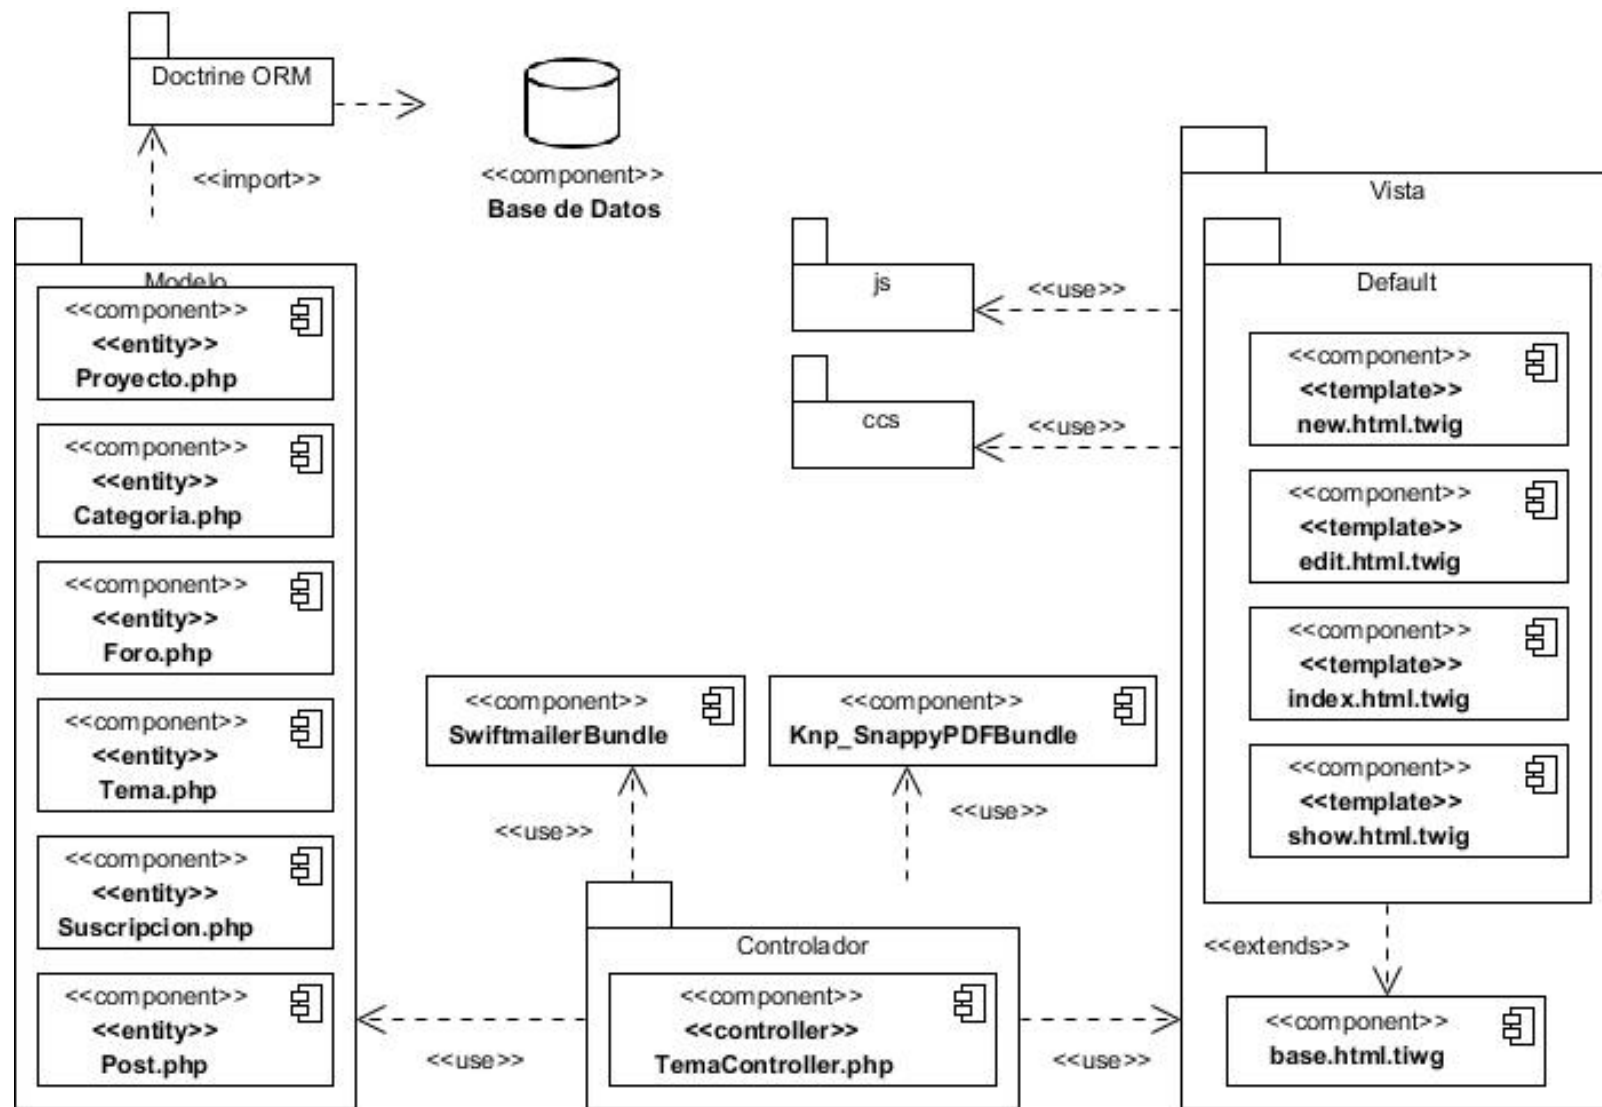 Doctrine ORM
<<import>>
<<component>>
Base de Datos
Modelo
<<component>>
<<entity>>
Proyecto.php
<<component>>
<<entity>>
Categoria.php
<<component>>
<<entity>>
Foro.php
<<component>>
<<entity>>
Tema.php
<<component>>
<<entity>>
Suscripcion.php
<<component>>
<<entity>>
Post.php
js
<<use>>
ccs
<<use>>
<<component>>
SwiftmailerBundle
<<component>>
Knp_SnappyPDFBundle
<<use>>
<<use>>
Controlador
<<component>>
<<controller>>
TemaController.php
<<use>>
<<use>>
Vista
Default
<<component>>
<<template>>
new.html.twig
<<component>>
<<template>>
edit.html.twig
<<component>>
<<template>>
index.html.twig
<<component>>
<<template>>
show.html.twig
<<extends>>
<<component>>
base.html.tiwg